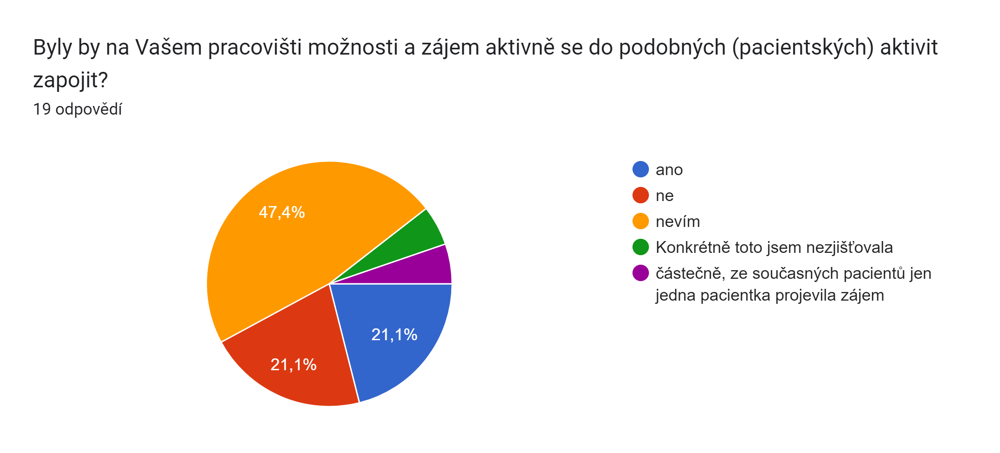 Byly by na Vašem pracovišti možnosti a zájem aktivně se do podobných (pacientských) aktivit
zapojit?
19 odpovědí
47,4%
21,1%
21,1%
ano
ne
nevím
Konkrétně toto jsem nezjišťovala
částečně, ze současných pacientů jen
jedna pacientka projevila zájem